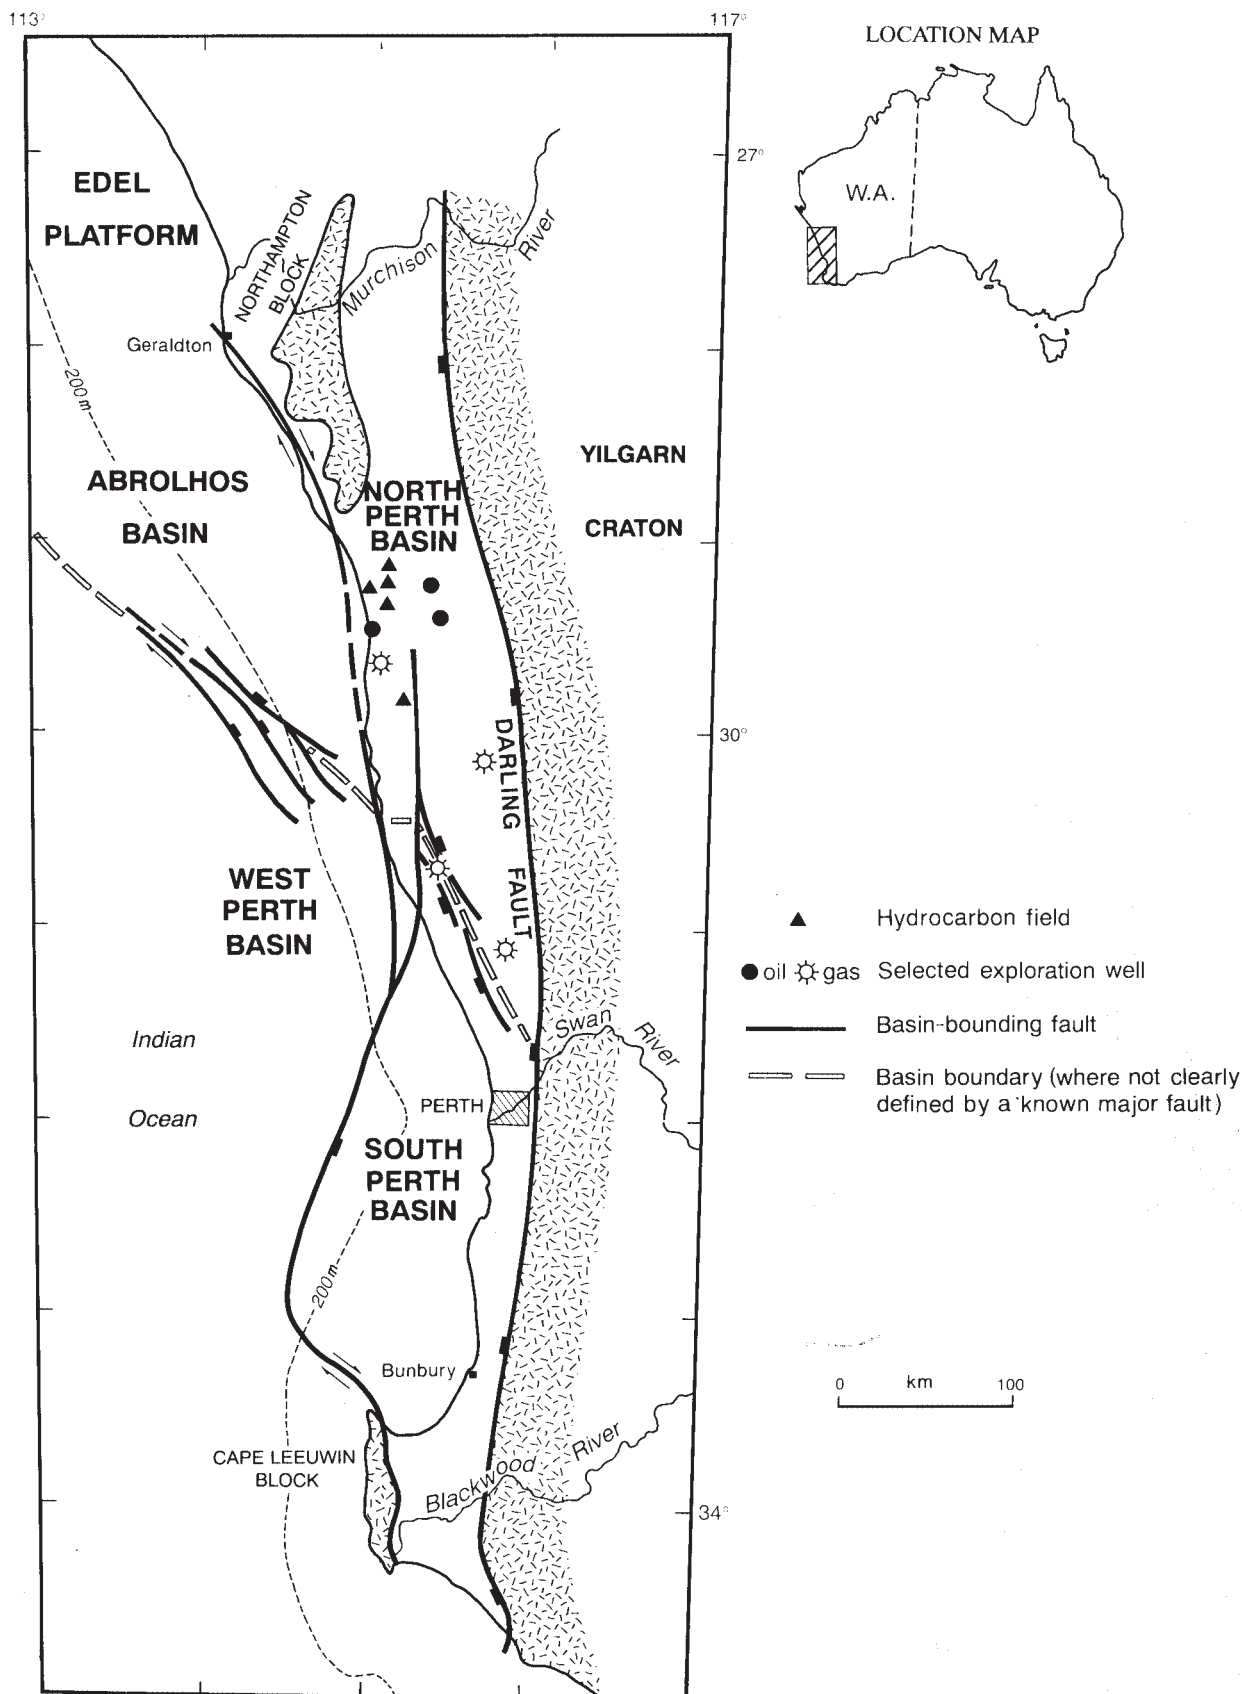 113°
117°
LOCATION MAP
27°
W.A.
EDEL
PLATFORM
NORTHAMPTON
BLOCK
Murchison
River
Geraldton
200m
YILGARN
CRATON
ABROLHOS
BASIN
NORTH
PERTH
BASIN
30°
DARLING
FAULT
WEST
PERTH
BASIN
Hydrocarbon field
oil gas Selected exploration well
Basin-bounding fault
Basin boundary (where not clearly
defined by a known major fault)
Indian
Ocean
Swan
River
PERTH
SOUTH
PERTH
BASIN
200m
Bunbury
0 km 100
CAPE LEEUWIN
BLOCK
Blackwood
River
34°